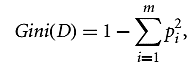 Gini(D) = 1 − ∑_{i=1}^{m} p_i^2,